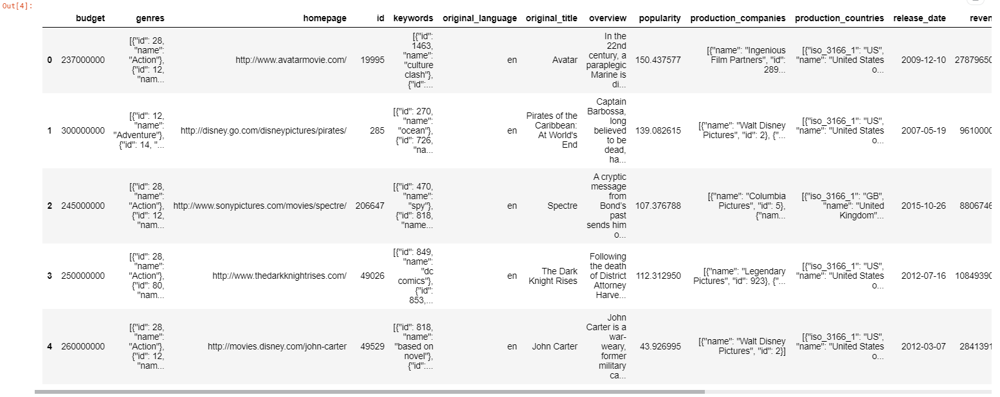 Out[4]:
budget genres homepage id keywords original_language original_title overview popularity production_companies production_countries release_date reven
0 237000000 [{"id": 28, "name": "Action"}, {"id": 12, "nam... http://www.avatarmovie.com/ 19995 [{"id": 1463, "name": "culture clash"}, {"id":... en Avatar In the 22nd century, a paraplegic Marine is di... 150.437577 [{"name": "Ingenious Film Partners", "id": 289... [{"iso_3166_1": "US", "name": "United States o... 2009-12-10 27879650
1 300000000 [{"id": 12, "name": "Adventure"}, {"id": 14, "... http://disney.go.com/disneypictures/pirates/ 285 [{"id": 270, "name": "ocean"}, {"id": 726, "na... en Pirates of the Caribbean: At World's End Captain Barbossa, long believed to be dead, ha... 139.082615 [{"name": "Walt Disney Pictures", "id": 2}, {"... [{"iso_3166_1": "US", "name": "United States o... 2007-05-19 9610000
2 245000000 [{"id": 28, "name": "Action"}, {"id": 12, "nam... http://www.sonypictures.com/movies/spectre/ 206647 [{"id": 470, "name": "spy"}, {"id": 818, "name... en Spectre A cryptic message from Bond's past sends him o... 107.376788 [{"name": "Columbia Pictures", "id": 5}, {"nam... [{"iso_3166_1": "GB", "name": "United Kingdom"... 2015-10-26 8806746
3 250000000 [{"id": 28, "name": "Action"}, {"id": 80, "nam... http://www.thedarkknightrises.com/ 49026 [{"id": 849, "name": "dc comics"}, {"id": 853,... en The Dark Knight Rises Following the death of District Attorney Harve... 112.312950 [{"name": "Legendary Pictures", "id": 923}, {"... [{"iso_3166_1": "US", "name": "United States o... 2012-07-16 10849390
4 260000000 [{"id": 28, "name": "Action"}, {"id": 12, "nam... http://movies.disney.com/john-carter 49529 [{"id": 818, "name": "based on novel"}, {"id":... en John Carter John Carter is a war-weary, former military ca... 43.926995 [{"name": "Walt Disney Pictures", "id": 2}] [{"iso_3166_1": "US", "name": "United States o... 2012-03-07 2841391